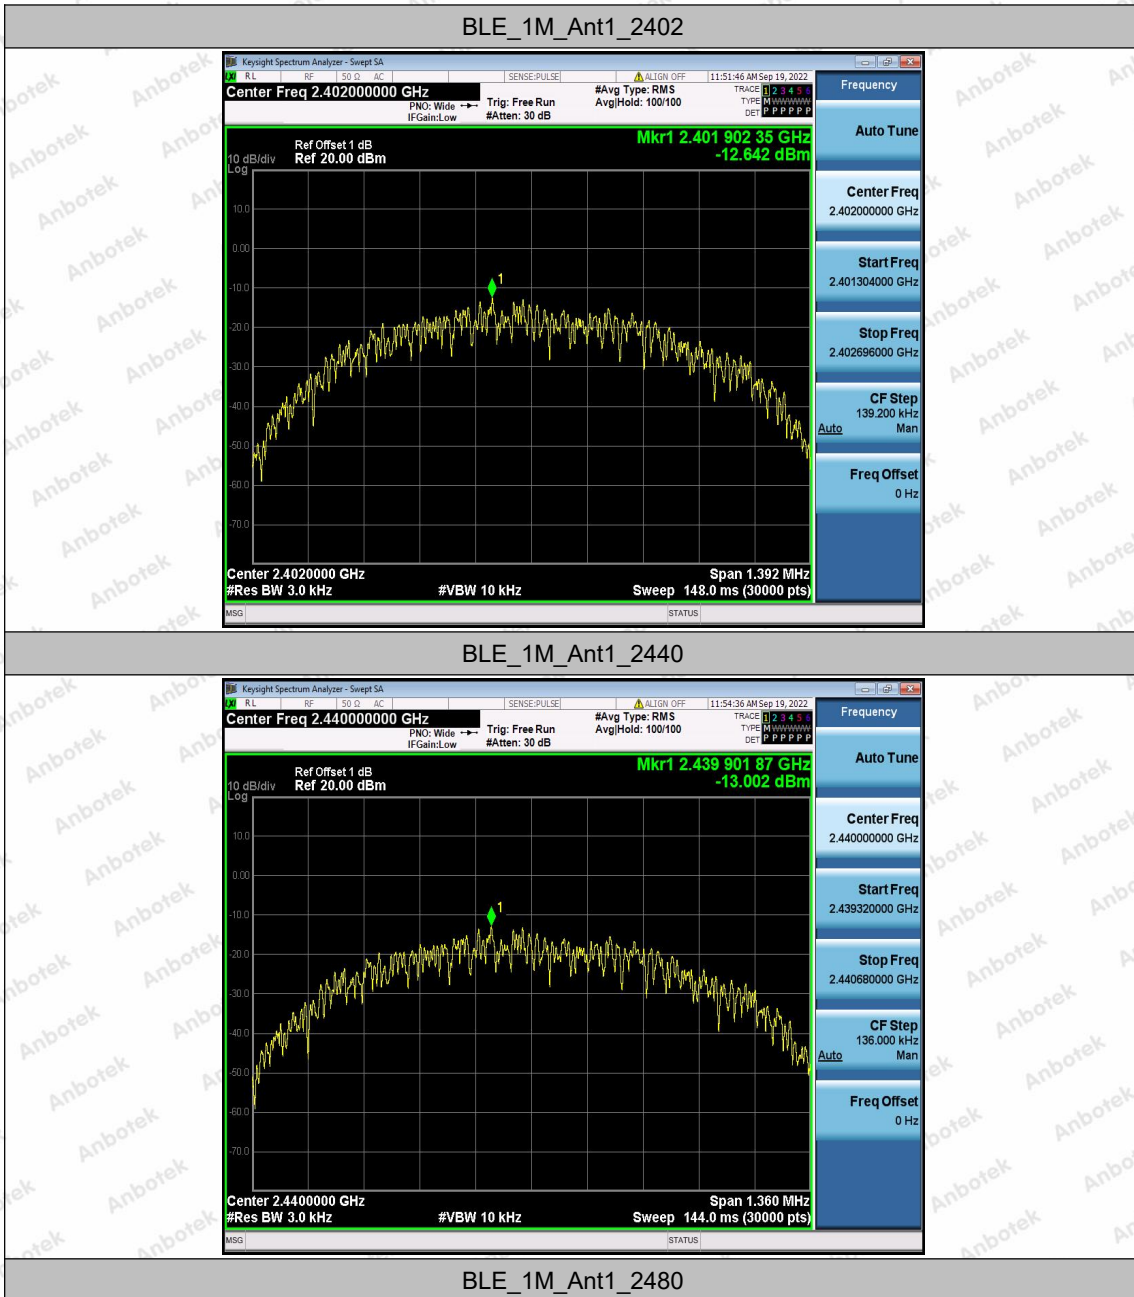 BLE_1M_Ant1_2402
Keysight Spectrum Analyzer - Swept SA
LXI RL RF 50 Ω AC SENSE:PULSE ALIGN OFF 11:51:46 AM Sep 19, 2022
Center Freq 2.402000000 GHz
PNO: Wide
IFGain:Low
Trig: Free Run
#Atten: 30 dB
#Avg Type: RMS
Avg|Hold: 100/100
TRACE 1 2 3 4 5 6
TYPE M W W W W W
DET P P P P P P
Frequency
Auto Tune
Center Freq
2.402000000 GHz
Start Freq
2.401304000 GHz
Stop Freq
2.402696000 GHz
CF Step
139.200 kHz
Auto Man
Freq Offset
0 Hz
Mkr1 2.401 902 35 GHz
-12.642 dBm
Ref Offset 1 dB
10 dB/div Ref 20.00 dBm
Log
10.0
0.00
-10.0
1
-20.0
-30.0
-40.0
-50.0
-60.0
-70.0
Center 2.4020000 GHz Span 1.392 MHz
#Res BW 3.0 kHz #VBW 10 kHz Sweep 148.0 ms (30000 pts)
MSG STATUS
BLE_1M_Ant1_2440
Keysight Spectrum Analyzer - Swept SA
LXI RL RF 50 Ω AC SENSE:PULSE ALIGN OFF 11:54:36 AM Sep 19, 2022
Center Freq 2.440000000 GHz
PNO: Wide
IFGain:Low
Trig: Free Run
#Atten: 30 dB
#Avg Type: RMS
Avg|Hold: 100/100
TRACE 1 2 3 4 5 6
TYPE M W W W W W
DET P P P P P P
Frequency
Auto Tune
Center Freq
2.440000000 GHz
Start Freq
2.439320000 GHz
Stop Freq
2.440680000 GHz
CF Step
136.000 kHz
Auto Man
Freq Offset
0 Hz
Mkr1 2.439 901 87 GHz
-13.002 dBm
Ref Offset 1 dB
10 dB/div Ref 20.00 dBm
Log
10.0
0.00
-10.0
1
-20.0
-30.0
-40.0
-50.0
-60.0
-70.0
Center 2.4400000 GHz Span 1.360 MHz
#Res BW 3.0 kHz #VBW 10 kHz Sweep 144.0 ms (30000 pts)
MSG STATUS
BLE_1M_Ant1_2480
Anbotek